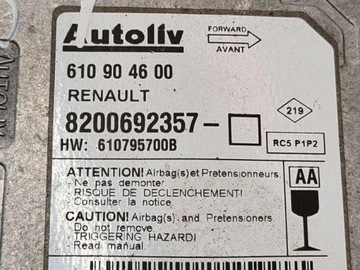 Autoliv
FORWARD
AVANT
610 90 46 00
RENAULT
219
8200692357-
HW: 610795700B
RC5 P1P2
ATTENTION! Airbag(s) et Pretensionneurs.
Ne pas demonter.
RISQUE DE DECLENCHEMENT!
Consulter la notice.
AA
CAUTION! Airbag(s) and Pretensioners.
Do not remove.
TRIGGERING HAZARD!
Read manual.